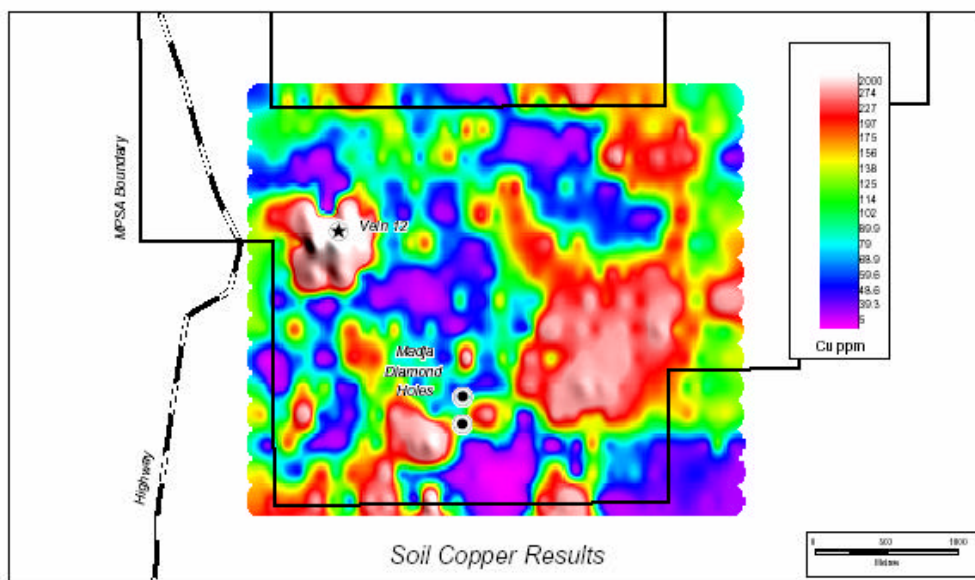 MPSA Boundary
Highway
Vein 12
Madja
Diamond
Holes
2000
274
227
197
175
156
138
125
114
102
89.9
79
68.9
59.6
48.6
39.3
5
Cu ppm
Soil Copper Results
0 500 1000
Metres